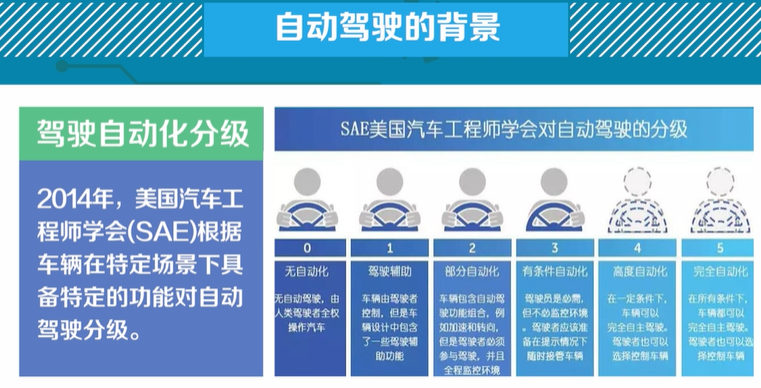 自动驾驶的背景
驾驶自动化分级
2014年，美国汽车工
程师学会(SAE)根据
车辆在特定场景下具
备特定的功能对自动
驾驶分级。
SAE美国汽车工程师学会对自动驾驶的分级
0
无自动化
无自动驾驶，由
人类驾驶者全权
操作汽车
1
驾驶辅助
车辆由驾驶者
控制，但是车
辆设计中包含
了一些驾驶辅
助功能
2
部分自动化
车辆包含自动驾
驶功能组合，例
如加速和转向，
但是驾驶者必须
参与驾驶，并且
全程监控环境
3
有条件自动化
驾驶员是必需，
但不必监控环境
。驾驶者应该准
备在提示情况下
随时接管车辆
4
高度自动化
在一定条件下，
车辆可以
完全自主驾驶。
驾驶者也可以
选择控制车辆
5
完全自动化
在所有条件下，
车辆都可以
完全自主驾驶。
驾驶者也可以选
择控制车辆